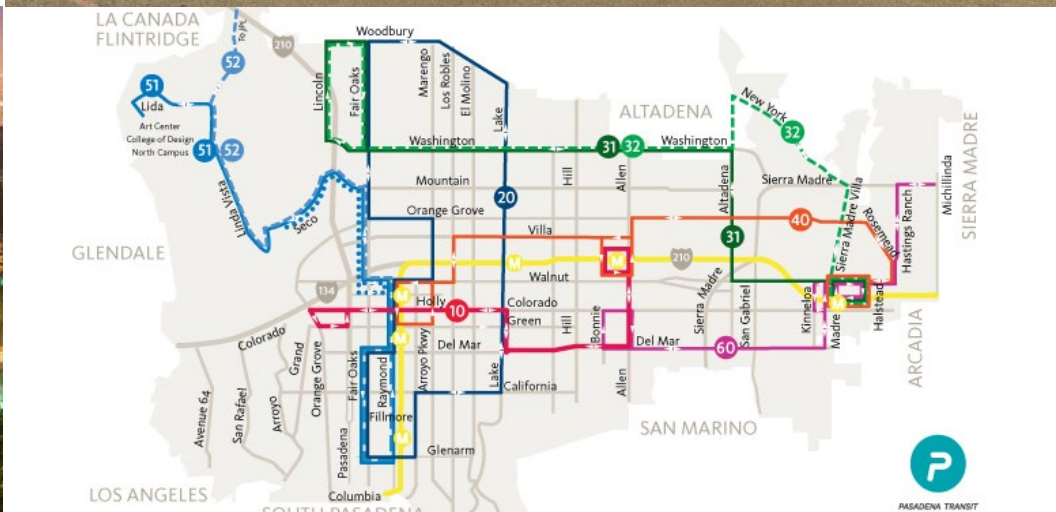 LA CANADA
FLINTRIDGE
To JPL
210
Woodbury
52
51
Lida
Art Center
College of Design
North Campus
51
52
Lincoln
Fair Oaks
Marengo
Los Robles
El Molino
Lake
ALTADENA
New York
32
Washington
31
32
Washington
SIERRA MADRE
Michillinda
Linda Vista
Seco
Mountain
20
Hill
Allen
Altadena
Sierra Madre
Sierra Madre Villa
Orange Grove
Villa
40
Rosemead
Hastings Ranch
31
GLENDALE
M
M
210
Walnut
134
M
Holly
10
Colorado
Green
Sierra Madre
San Gabriel
Kinneloa
Madre
M
Halstead
Colorado
Grand
Orange Grove
Fair Oaks
Raymond
M
Arroyo Pkwy
Del Mar
Lake
Hill
Bonnie
Del Mar
60
ARCADIA
California
Allen
Avenue 64
San Rafael
Arroyo
Pasadena
Fillmore
M
Glenarm
SAN MARINO
LOS ANGELES
Columbia
SOUTH PASADENA
P
PASADENA TRANSIT